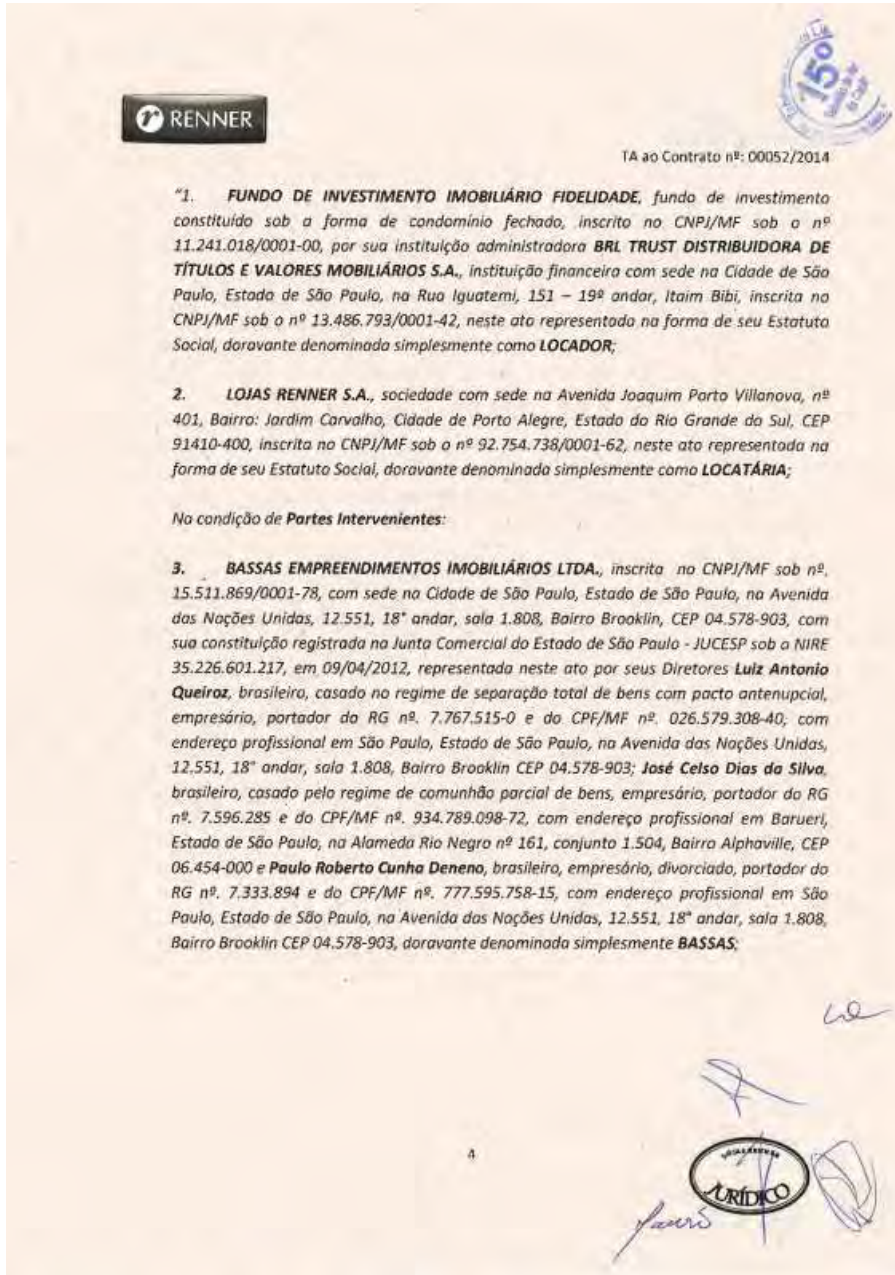 15º
RENNER
TA ao Contrato nº: 00052/2014
"1. FUNDO DE INVESTIMENTO IMOBILIÁRIO FIDELIDADE, fundo de investimento
constituído sob a forma de condomínio fechado, inscrito no CNPJ/MF sob o nº
11.241.018/0001-00, por sua instituição administradora BRL TRUST DISTRIBUIDORA DE
TÍTULOS E VALORES MOBILIÁRIOS S.A., instituição financeira com sede na Cidade de São
Paulo, Estado de São Paulo, na Rua Iguatemi, 151 – 19º andar, Itaim Bibi, inscrita no
CNPJ/MF sob o nº 13.486.793/0001-42, neste ato representada na forma de seu Estatuto
Social, doravante denominada simplesmente como LOCADOR;
2. LOJAS RENNER S.A., sociedade com sede na Avenida Joaquim Porto Villanova, nº
401, Bairro: Jardim Carvalho, Cidade de Porto Alegre, Estado do Rio Grande do Sul, CEP
91410-400, inscrita no CNPJ/MF sob o nº 92.754.738/0001-62, neste ato representada na
forma de seu Estatuto Social, doravante denominada simplesmente como LOCATÁRIA;
Na condição de Partes Intervenientes:
3. BASSAS EMPREENDIMENTOS IMOBILIÁRIOS LTDA., inscrita no CNPJ/MF sob nº.
15.511.869/0001-78, com sede na Cidade de São Paulo, Estado de São Paulo, na Avenida
das Nações Unidas, 12.551, 18° andar, sala 1.808, Bairro Brooklin, CEP 04.578-903, com
sua constituição registrada na Junta Comercial do Estado de São Paulo - JUCESP sob o NIRE
35.226.601.217, em 09/04/2012, representada neste ato por seus Diretores Luiz Antonio
Queiroz, brasileiro, casado no regime de separação total de bens com pacto antenupcial,
empresário, portador do RG nº. 7.767.515-0 e do CPF/MF nº. 026.579.308-40, com
endereço profissional em São Paulo, Estado de São Paulo, na Avenida das Nações Unidas,
12.551, 18° andar, sala 1.808, Bairro Brooklin CEP 04.578-903; José Celso Dias da Silva,
brasileiro, casado pelo regime de comunhão parcial de bens, empresário, portador do RG
nº. 7.596.285 e do CPF/MF nº. 934.789.098-72, com endereço profissional em Barueri,
Estado de São Paulo, na Alameda Rio Negro nº 161, conjunto 1.504, Bairro Alphaville, CEP
06.454-000 e Paulo Roberto Cunha Deneno, brasileiro, empresário, divorciado, portador do
RG nº. 7.333.894 e do CPF/MF nº. 777.595.758-15, com endereço profissional em São
Paulo, Estado de São Paulo, na Avenida das Nações Unidas, 12.551, 18° andar, sala 1.808,
Bairro Brooklin CEP 04.578-903, doravante denominada simplesmente BASSAS;
4
JURÍDICO